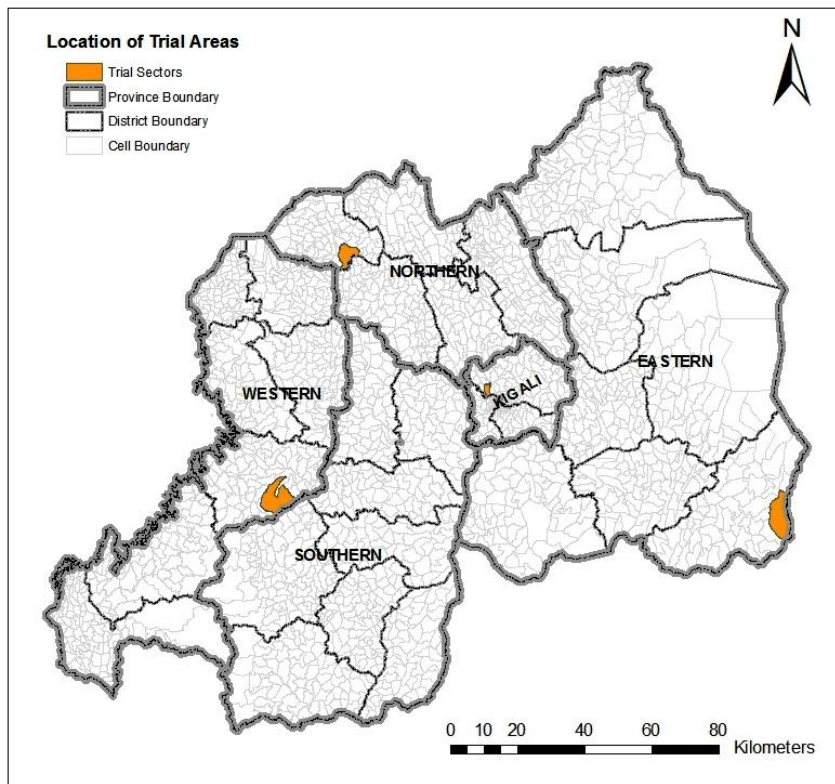 Location of Trial Areas
N
Trial Sectors
Province Boundary
District Boundary
Cell Boundary
NORTHERN
EASTERN
WESTERN
KIGALI
SOUTHERN
0 10 20 40 60 80
Kilometers